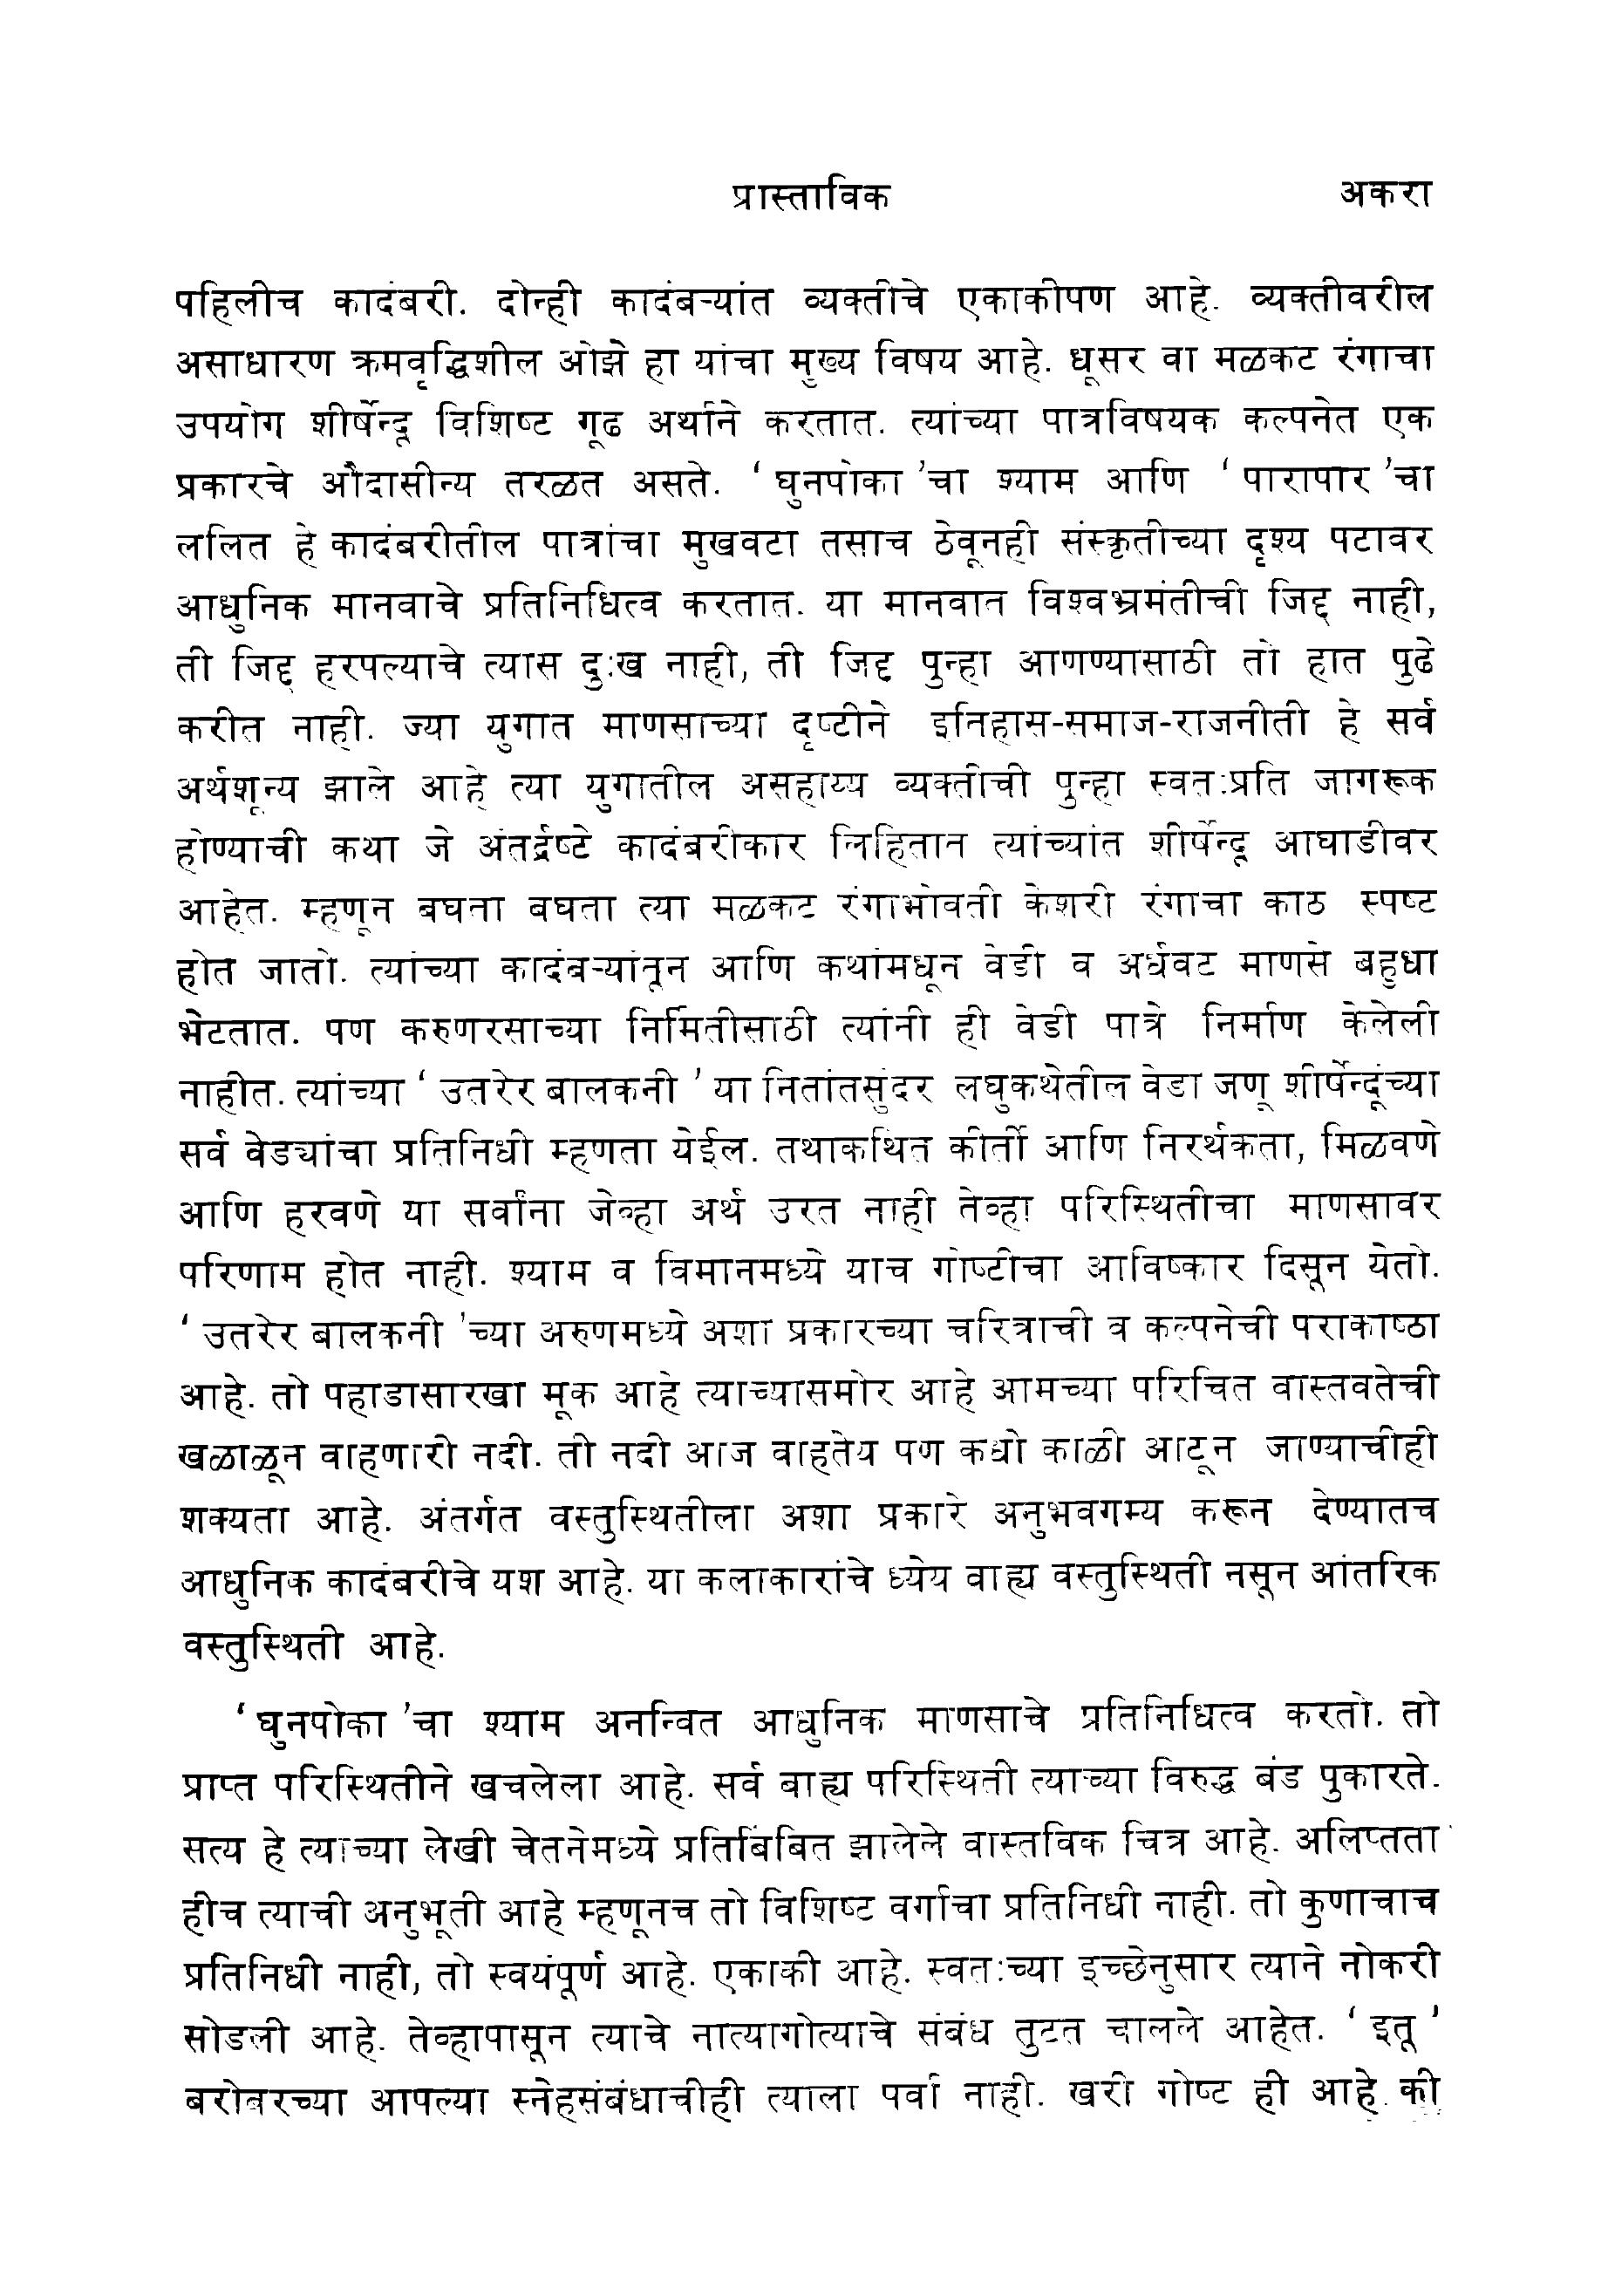 प्रास्ताविक अकरा
पहिलीच कादंबरी. दोन्ही कादंबऱ्यांत व्यक्तीचे एकाकीपण आहे. व्यक्तीवरील
असाधारण क्रमवृद्धिशील ओझे हा यांचा मुख्य विषय आहे. धूसर वा मळकट रंगाचा
उपयोग शीर्षेन्दू विशिष्ट गूढ अर्थाने करतात. त्यांच्या पात्रविषयक कल्पनेत एक
प्रकारचे औदासीन्य तरळत असते. ‘ घुनपोका ’चा श्याम आणि ‘ पारापार ’चा
ललित हे कादंबरीतील पात्रांचा मुखवटा तसाच ठेवूनही संस्कृतीच्या दृश्य पटावर
आधुनिक मानवाचे प्रतिनिधित्व करतात. या मानवात विश्वभ्रमंतीची जिद्द नाही,
ती जिद्द हरपल्याचे त्यास दुःख नाही, ती जिद्द पुन्हा आणण्यासाठी तो हात पुढे
करीत नाही. ज्या युगात माणसाच्या दृष्टीने इतिहास-समाज-राजनीती हे सर्व
अर्थशून्य झाले आहे त्या युगातील असहाय्य व्यक्तीची पुन्हा स्वतःप्रति जागरूक
होण्याची कथा जे अंतर्द्रष्टे कादंबरीकार लिहितात त्यांच्यांत शीर्षेन्दू आघाडीवर
आहेत. म्हणून बघता बघता त्या मळकट रंगाभोवती केशरी रंगाचा काठ स्पष्ट
होत जातो. त्यांच्या कादंबऱ्यांतून आणि कथांमधून वेडी व अर्धवट माणसे बहुधा
भेटतात. पण करुणरसाच्या निर्मितीसाठी त्यांनी ही वेडी पात्रे निर्माण केलेली
नाहीत. त्यांच्या ‘ उतरेर बालकनी ’ या नितांतसुंदर लघुकथेतील वेडा जणू शीर्षेन्दूंच्या
सर्व वेड्यांचा प्रतिनिधी म्हणता येईल. तथाकथित कीर्ती आणि निरर्थकता, मिळवणे
आणि हरवणे या सर्वांना जेव्हा अर्थ उरत नाही तेव्हा परिस्थितीचा माणसावर
परिणाम होत नाही. श्याम व विमानमध्ये याच गोष्टीचा आविष्कार दिसून येतो.
‘ उतरेर बालकनी ’च्या अरुणमध्ये अशा प्रकारच्या चरित्राची व कल्पनेची पराकाष्ठा
आहे. तो पहाडासारखा मूक आहे त्याच्यासमोर आहे आमच्या परिचित वास्तवतेची
खळाळून वाहणारी नदी. ती नदी आज वाहतेय पण कधी काळी आटून जाण्याचीही
शक्यता आहे. अंतर्गत वस्तुस्थितीला अशा प्रकारे अनुभवगम्य करून देण्यातच
आधुनिक कादंबरीचे यश आहे. या कलाकारांचे ध्येय वाह्य वस्तुस्थिती नसून आंतरिक
वस्तुस्थिती आहे.
‘ घुनपोका ’चा श्याम अनन्वित आधुनिक माणसाचे प्रतिनिधित्व करतो. तो
प्राप्त परिस्थितीने खचलेला आहे. सर्व बाह्य परिस्थिती त्याच्या विरुद्ध बंड पुकारते.
सत्य हे त्याच्या लेखी चेतनेमध्ये प्रतिबिंबित झालेले वास्तविक चित्र आहे. अलिप्तता
हीच त्याची अनुभूती आहे म्हणूनच तो विशिष्ट वर्गाचा प्रतिनिधी नाही. तो कुणाचाच
प्रतिनिधी नाही, तो स्वयंपूर्ण आहे. एकाकी आहे. स्वतःच्या इच्छेनुसार त्याने नोकरी
सोडली आहे. तेव्हापासून त्याचे नात्यागोत्याचे संबंध तुटत चालले आहेत. ‘ इतू ’
बरोबरच्या आपल्या स्नेहसंबंधाचीही त्याला पर्वा नाही. खरी गोष्ट ही आहे की